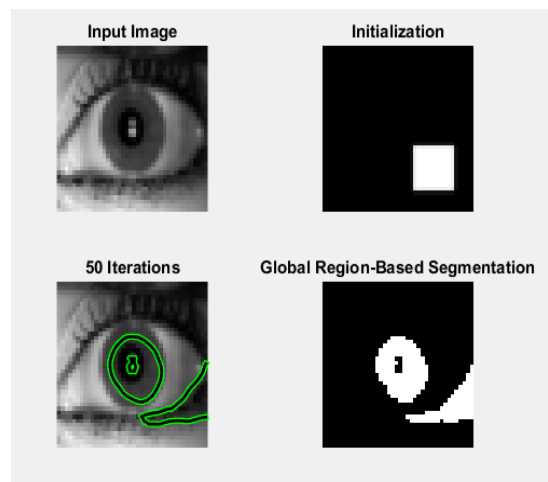 Input Image
Initialization
50 Iterations
Global Region-Based Segmentation